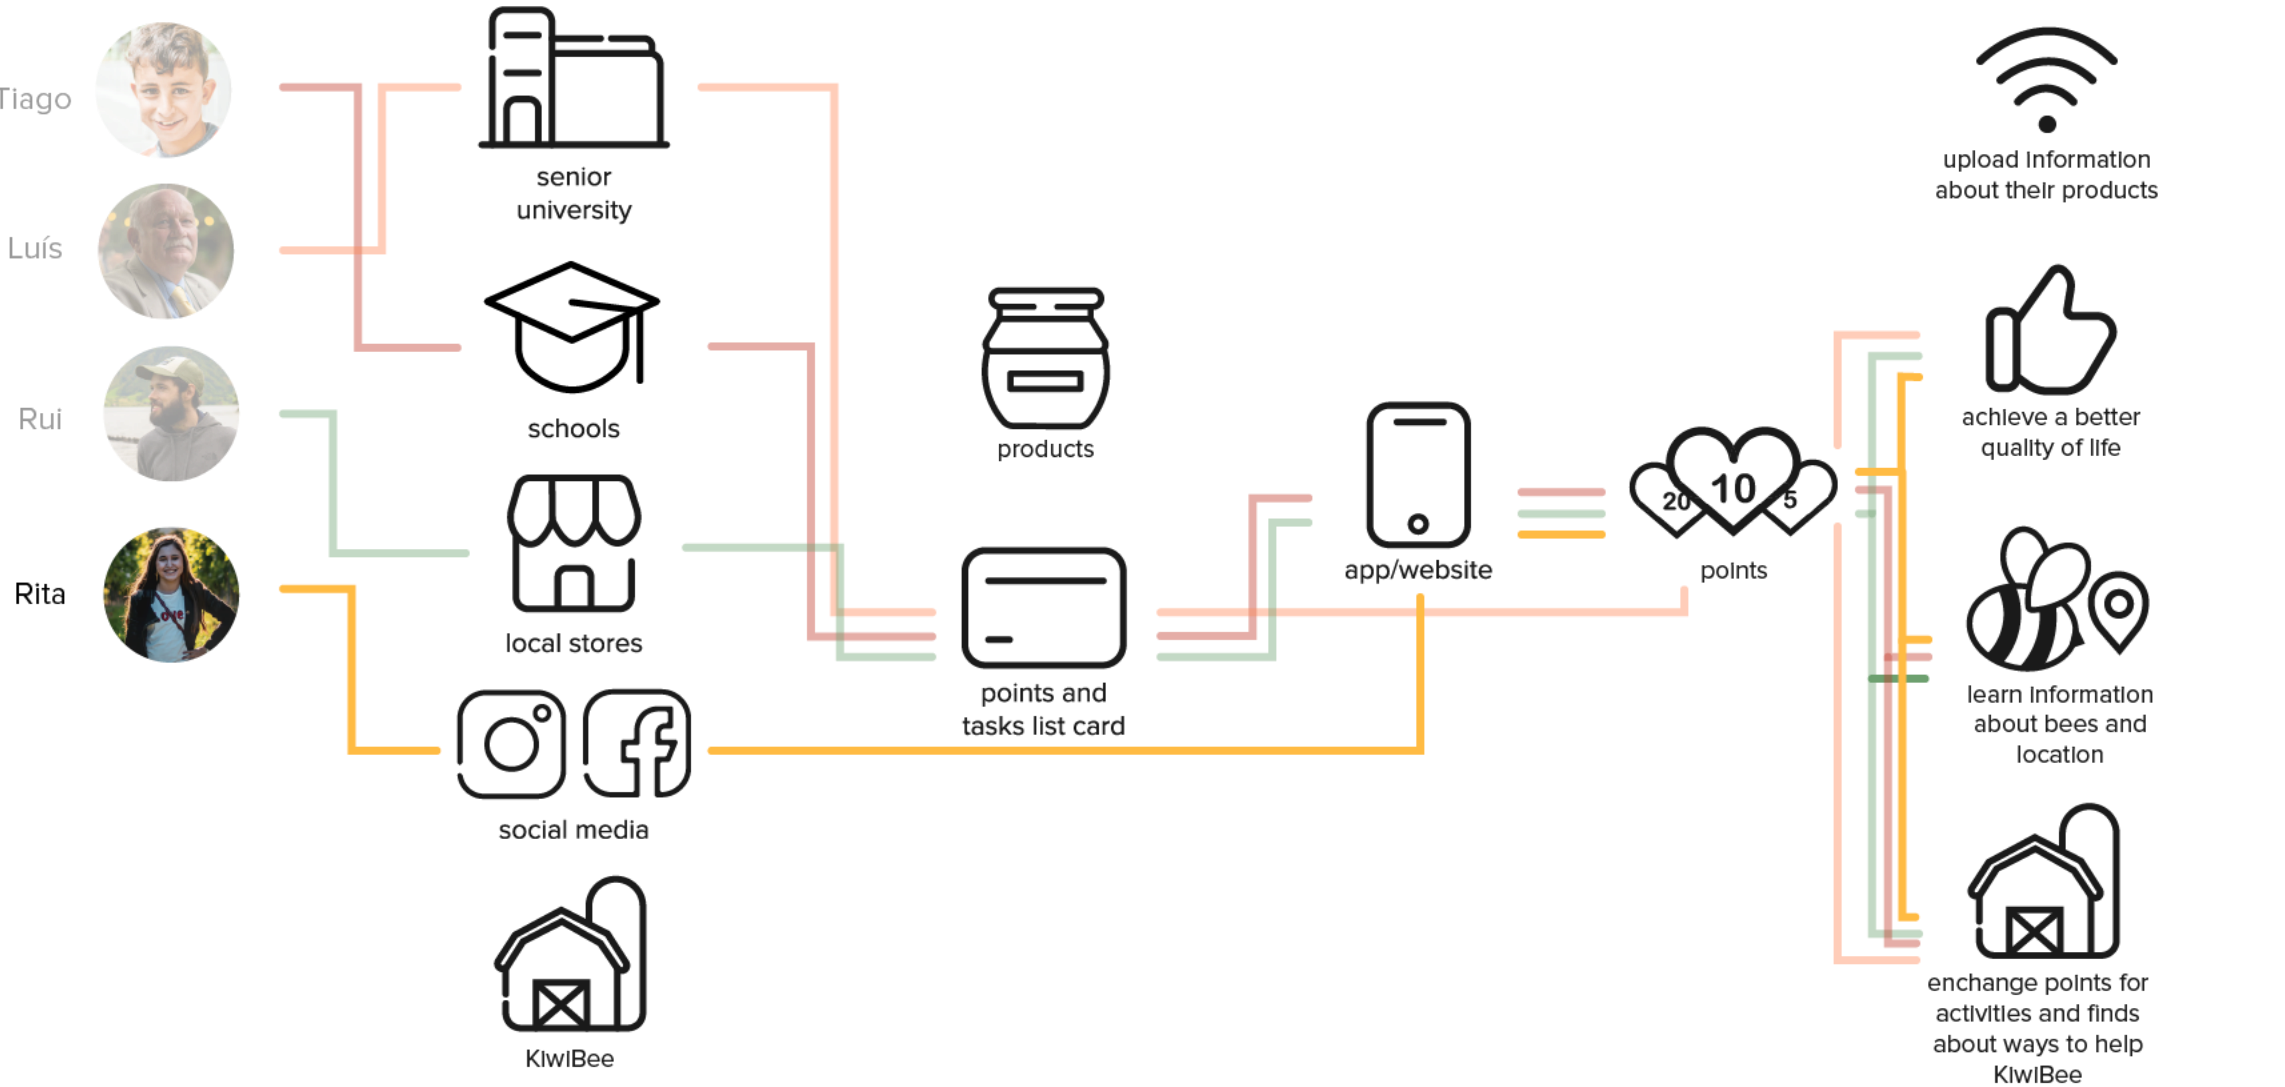 Tiago
Luís
Rui
Rita
senior
university
schools
local stores
social media
KiwiBee
products
points and
tasks list card
app/website
20
10
5
points
upload information
about their products
achieve a better
quality of life
learn information
about bees and
location
enchange points for
activities and finds
about ways to help
KiwiBee